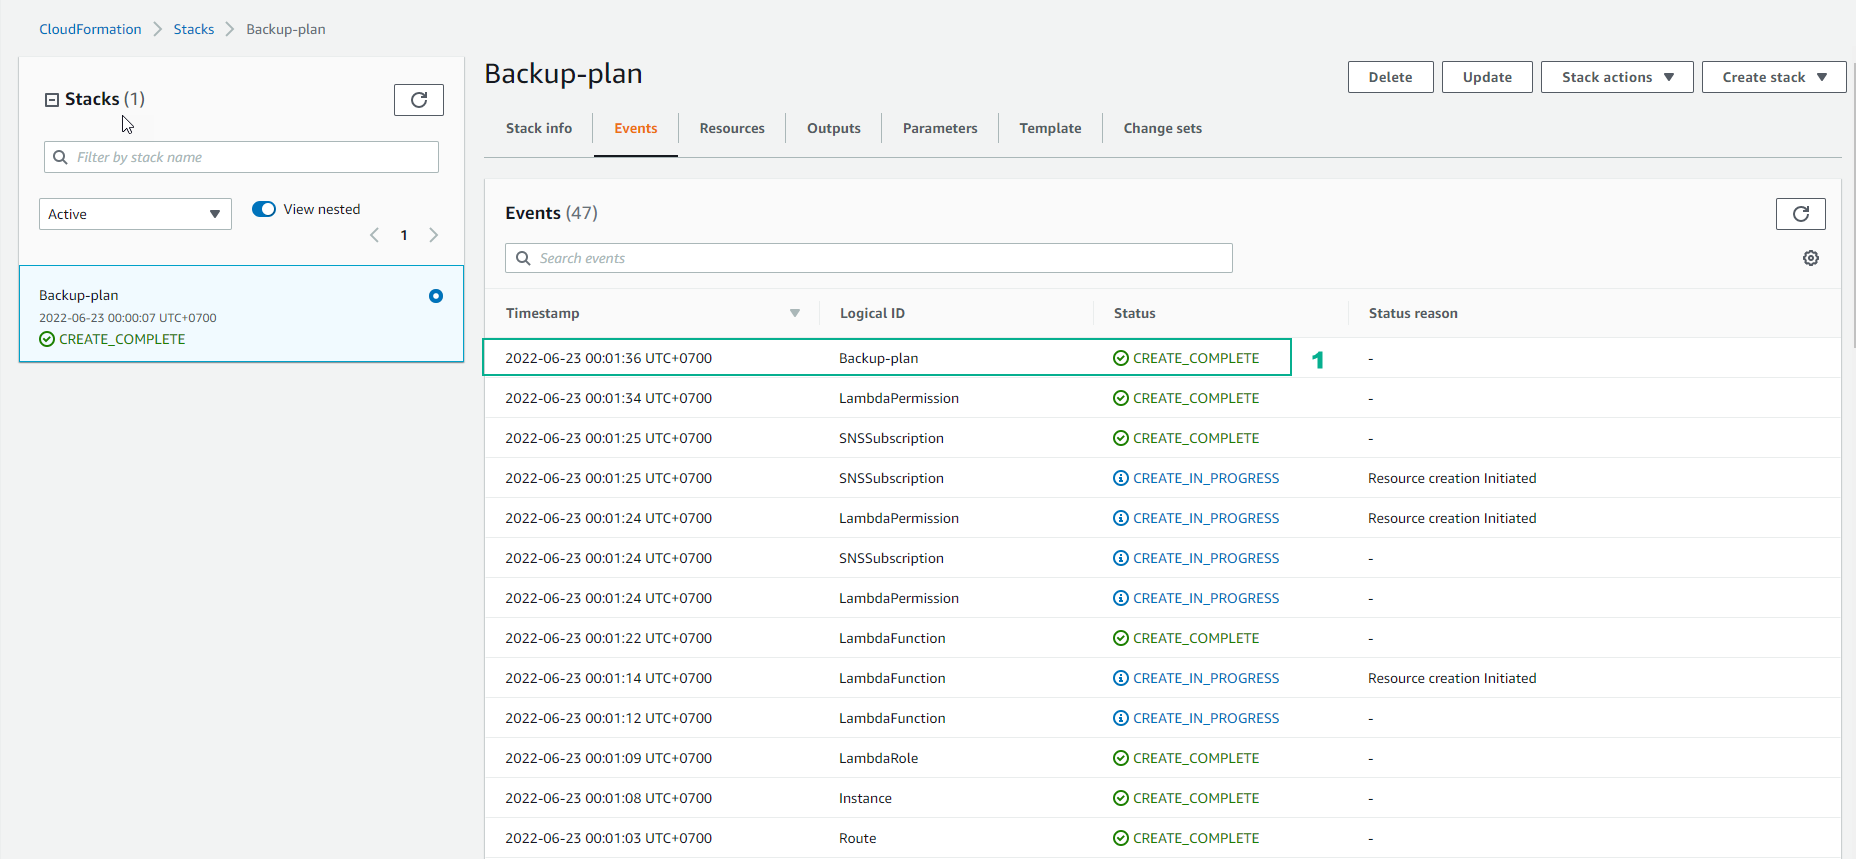 CloudFormation > Stacks > Backup-plan
Stacks (1)
Filter by stack name
Active
View nested
1
Backup-plan
2022-06-23 00:00:07 UTC+0700
CREATE_COMPLETE
Backup-plan
Delete Update Stack actions Create stack
Stack info Events Resources Outputs Parameters Template Change sets
Events (47)
Search events
Timestamp Logical ID Status Status reason
2022-06-23 00:01:36 UTC+0700 Backup-plan CREATE_COMPLETE 1 -
2022-06-23 00:01:34 UTC+0700 LambdaPermission CREATE_COMPLETE -
2022-06-23 00:01:25 UTC+0700 SNSSubscription CREATE_COMPLETE -
2022-06-23 00:01:25 UTC+0700 SNSSubscription CREATE_IN_PROGRESS Resource creation Initiated
2022-06-23 00:01:24 UTC+0700 LambdaPermission CREATE_IN_PROGRESS Resource creation Initiated
2022-06-23 00:01:24 UTC+0700 SNSSubscription CREATE_IN_PROGRESS -
2022-06-23 00:01:24 UTC+0700 LambdaPermission CREATE_IN_PROGRESS -
2022-06-23 00:01:22 UTC+0700 LambdaFunction CREATE_COMPLETE -
2022-06-23 00:01:14 UTC+0700 LambdaFunction CREATE_IN_PROGRESS Resource creation Initiated
2022-06-23 00:01:12 UTC+0700 LambdaFunction CREATE_IN_PROGRESS -
2022-06-23 00:01:09 UTC+0700 LambdaRole CREATE_COMPLETE -
2022-06-23 00:01:08 UTC+0700 Instance CREATE_COMPLETE -
2022-06-23 00:01:03 UTC+0700 Route CREATE_COMPLETE -